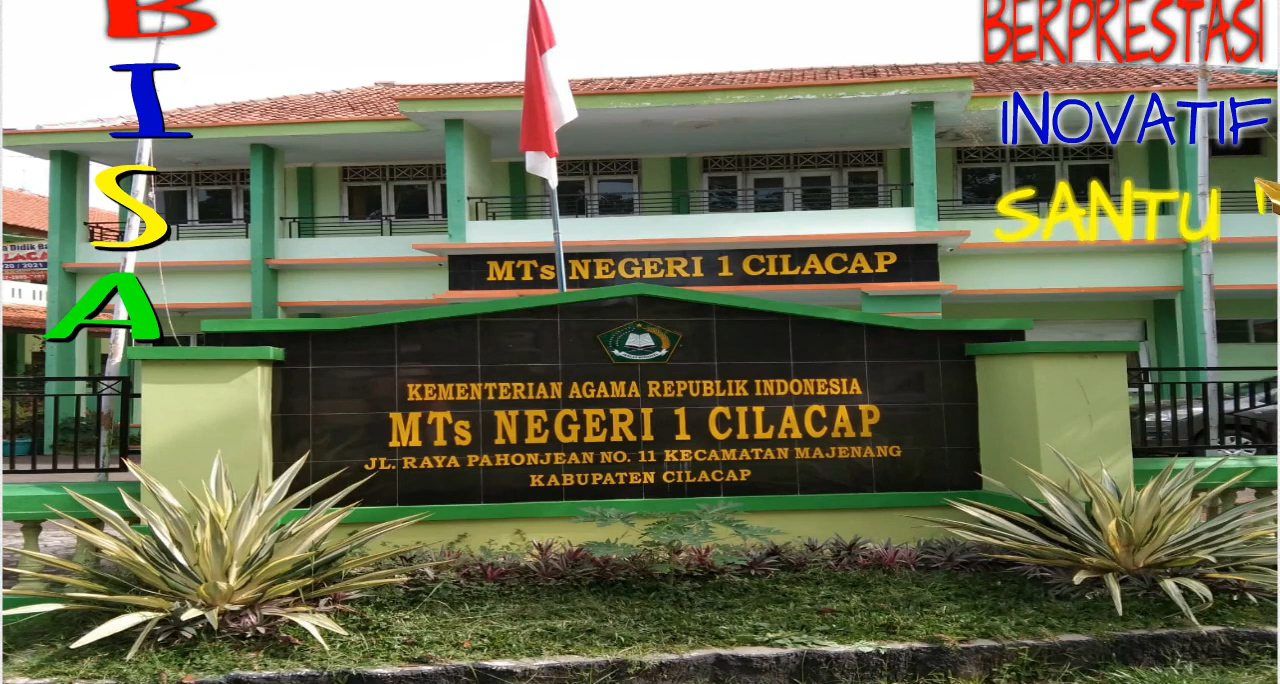 B
I
S
A
BERPRESTASI
INOVATIF
SANTU
MTs NEGERI 1 CILACAP
KEMENTERIAN AGAMA REPUBLIK INDONESIA
MTs NEGERI 1 CILACAP
JL. RAYA PAHONJEAN NO. 11 KECAMATAN MAJENANG
KABUPATEN CILACAP